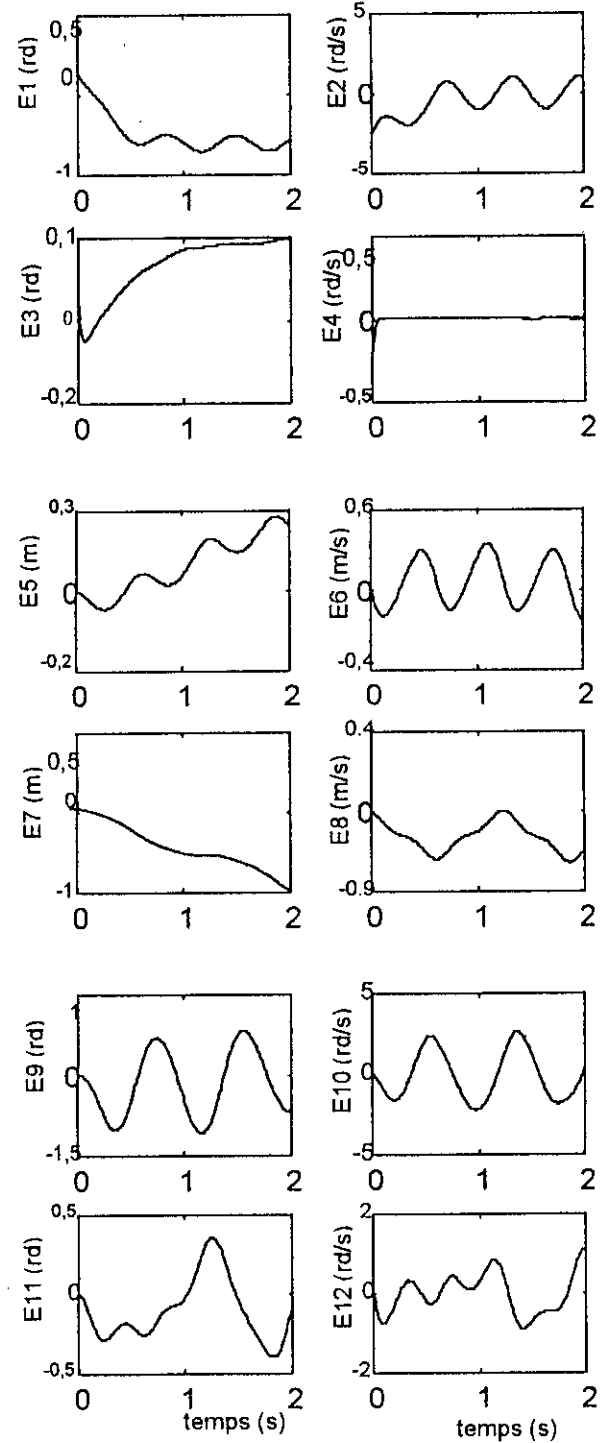 0,5
E1 (rd)
0
-1
0 1 2
5
E2 (rd/s)
0
-5
0 1 2
0,1
E3 (rd)
0
-0,2
0 1 2
0,5
E4 (rd/s)
0
-0,5
0 1 2
0,3
E5 (m)
0
-0,2
0 1 2
0,6
E6 (m/s)
0
-0,4
0 1 2
0,5
E7 (m)
0
-1
0 1 2
0,4
E8 (m/s)
0
-0,9
0 1 2
1
E9 (rd)
0
-1,5
0 1 2
5
E10 (rd/s)
0
-5
0 1 2
0,5
E11 (rd)
0
-0,5
0 1 2
temps (s)
2
E12 (rd/s)
0
-2
0 1 2
temps (s)